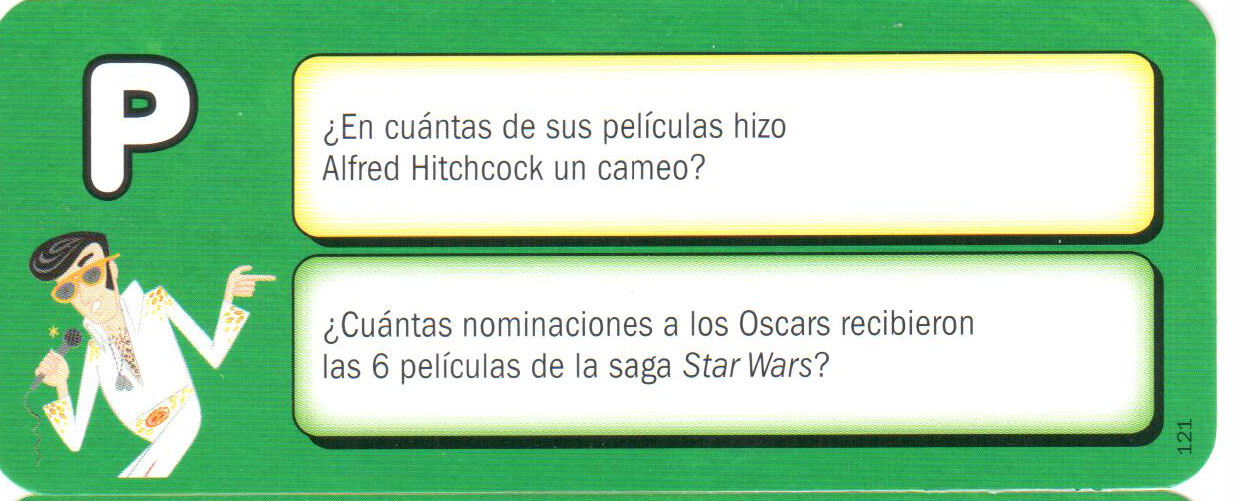 P
¿En cuántas de sus películas hizo
Alfred Hitchcock un cameo?
¿Cuántas nominaciones a los Oscars recibieron
las 6 películas de la saga Star Wars?
121